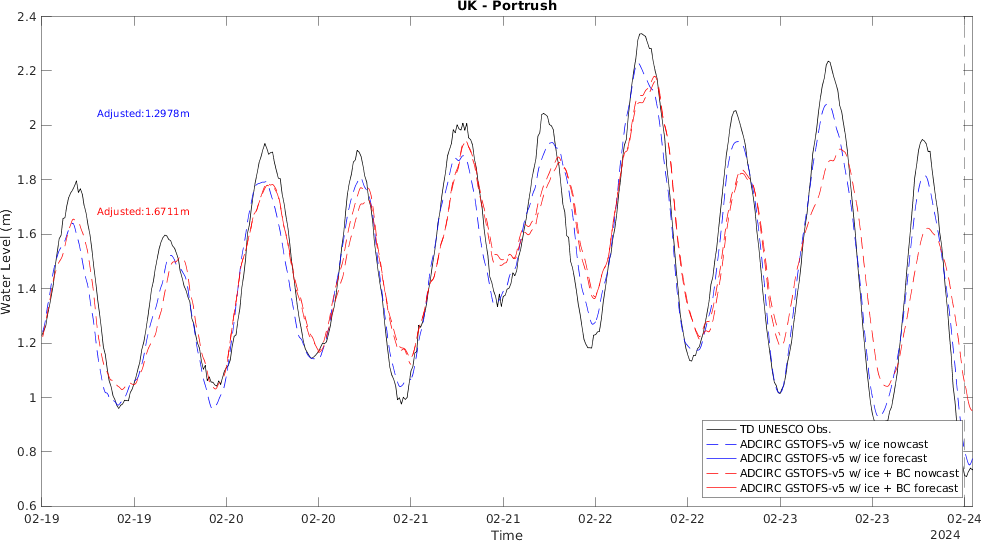 UK - Portrush
2.4
2.2
2
1.8
1.6
1.4
1.2
1
0.8
0.6
Water Level (m)
Adjusted:1.2978m
Adjusted:1.6711m
TD UNESCO Obs.
ADCIRC GSTOFS-v5 w/ ice nowcast
ADCIRC GSTOFS-v5 w/ ice forecast
ADCIRC GSTOFS-v5 w/ ice + BC nowcast
ADCIRC GSTOFS-v5 w/ ice + BC forecast
02-19 02-19 02-20 02-20 02-21 02-21 02-22 02-22 02-23 02-23 02-24
2024
Time